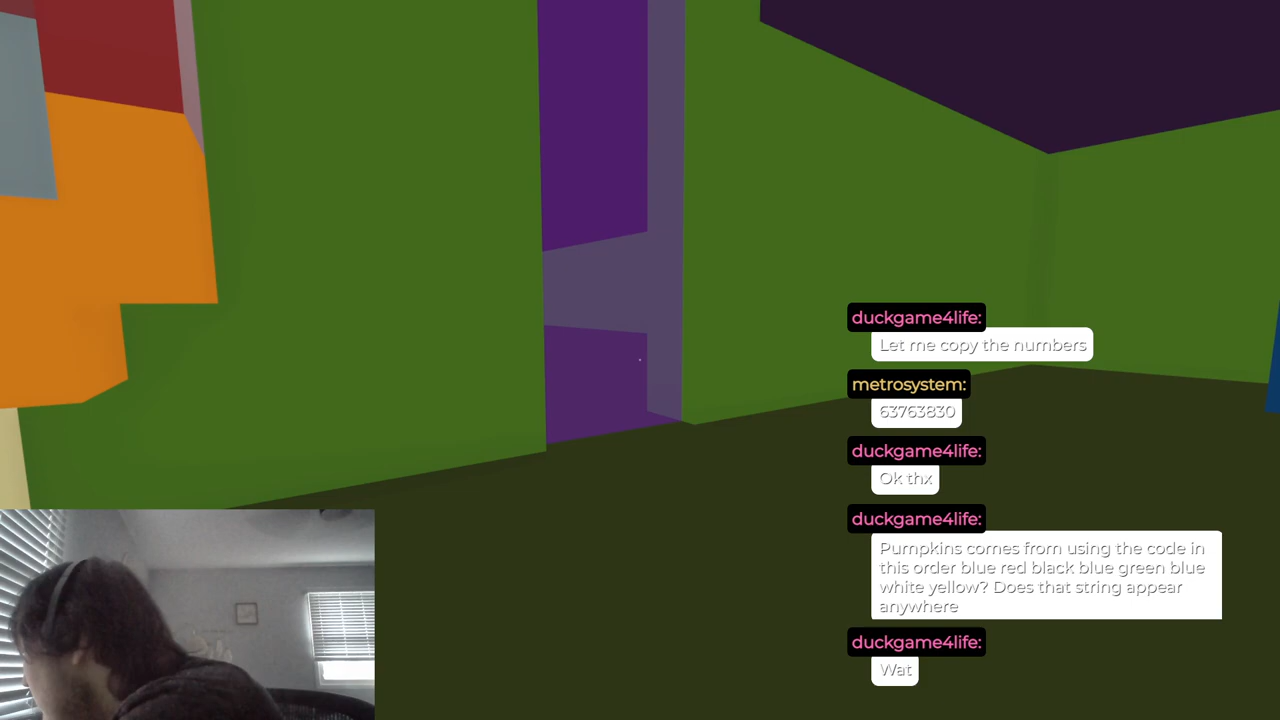 duckgame4life:
Let me copy the numbers
metrosystem:
63763830
duckgame4life:
Ok thx
duckgame4life:
Pumpkins comes from using the code in
this order blue red black blue green blue
white yellow? Does that string appear
anywhere
duckgame4life:
Wat